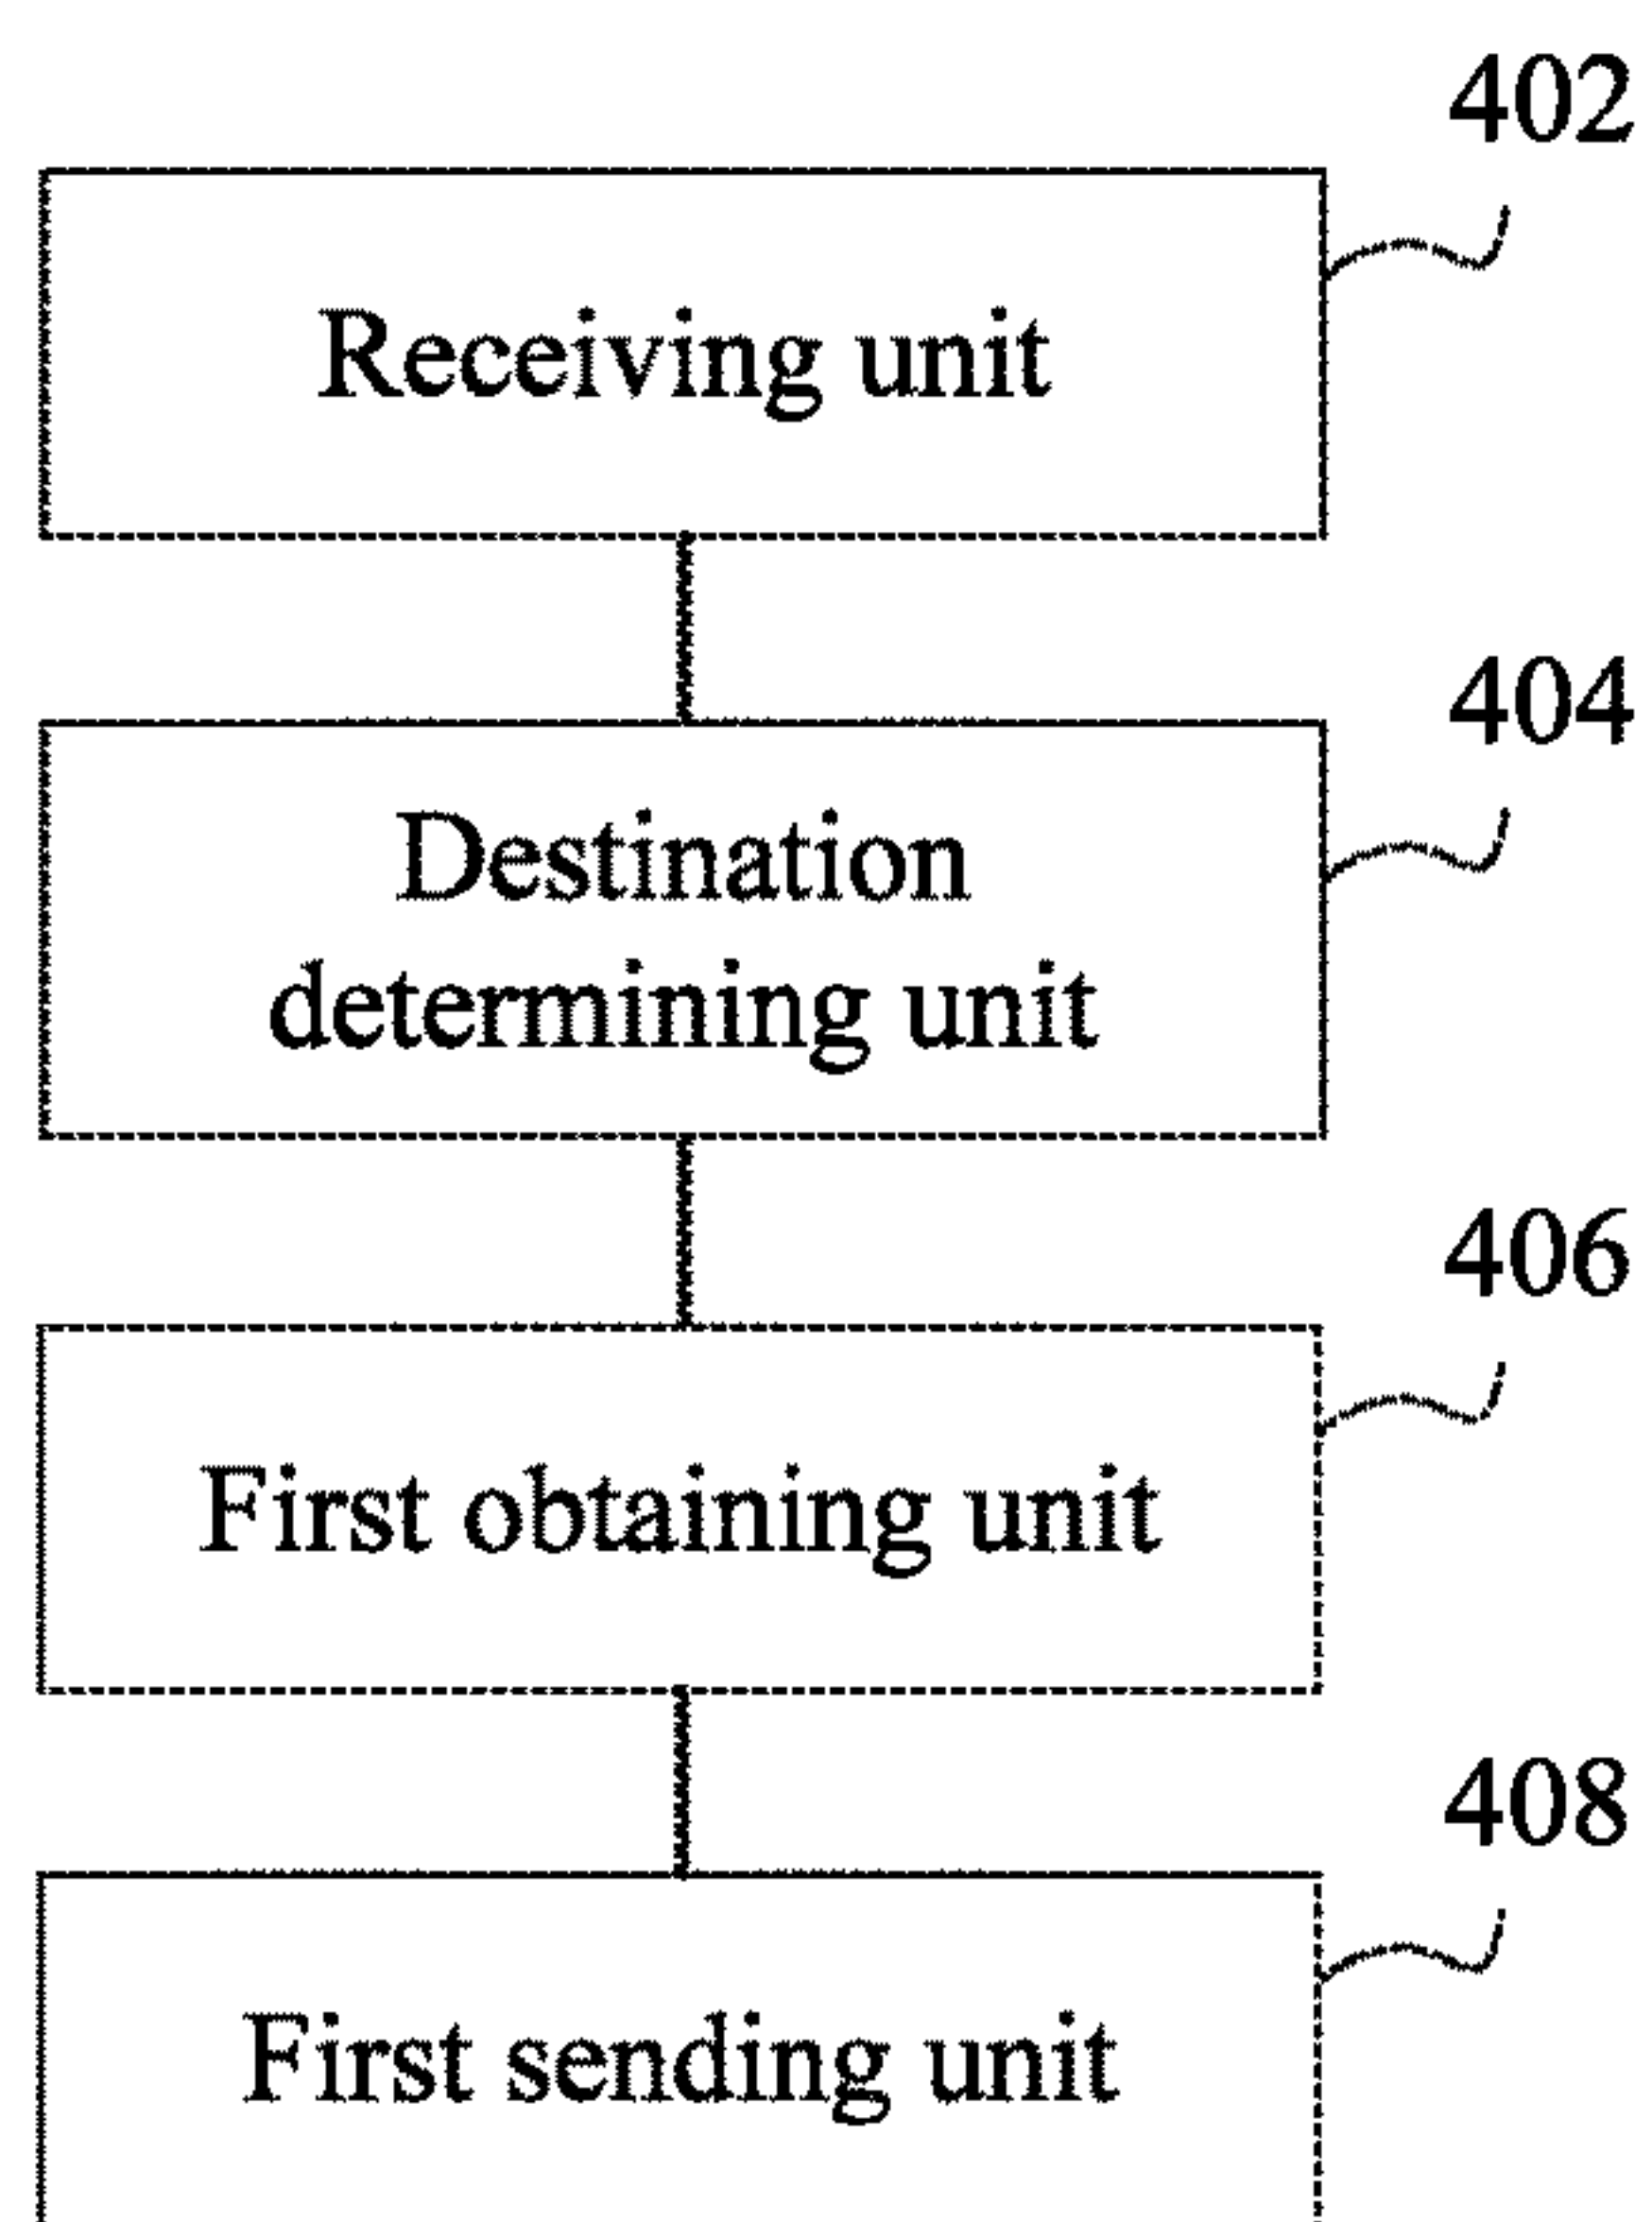 402
Receiving unit
404
Destination
determining unit
406
First obtaining unit
408
First sending unit